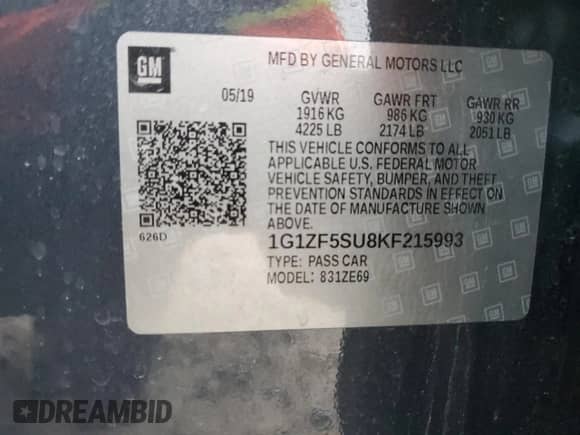 GM
MFD BY GENERAL MOTORS LLC
05/19 GVWR GAWR FRT GAWR RR
1916 KG 986 KG 930 KG
4225 LB 2174 LB 2051 LB
THIS VEHICLE CONFORMS TO ALL
APPLICABLE U.S. FEDERAL MOTOR
VEHICLE SAFETY, BUMPER, AND THEFT
PREVENTION STANDARDS IN EFFECT ON
THE DATE OF MANUFACTURE SHOWN
ABOVE.
626D
1G1ZF5SU8KF215993
TYPE: PASS CAR
MODEL: 831ZE69
DREAMBID